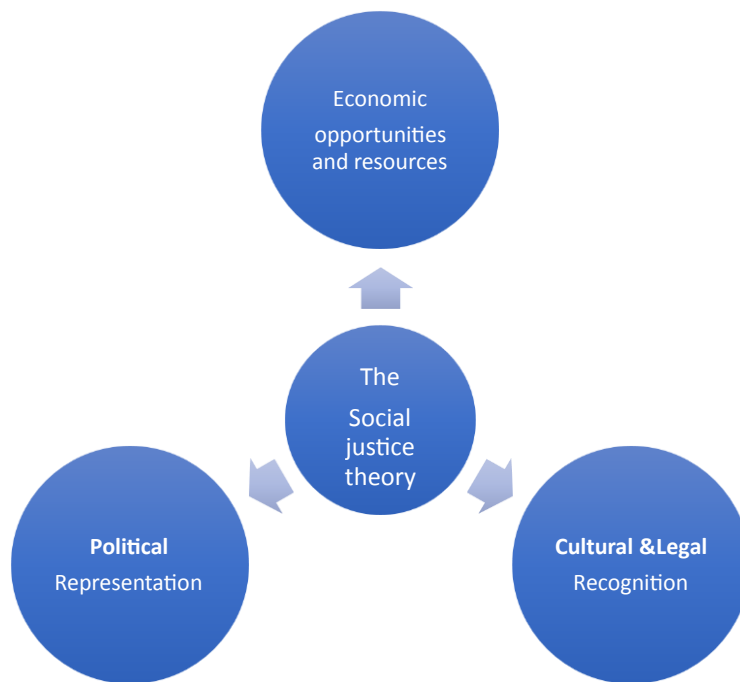 Economic
opportunities
and resources
The
Social
justice
theory
Political
Representation
Cultural &Legal
Recognition